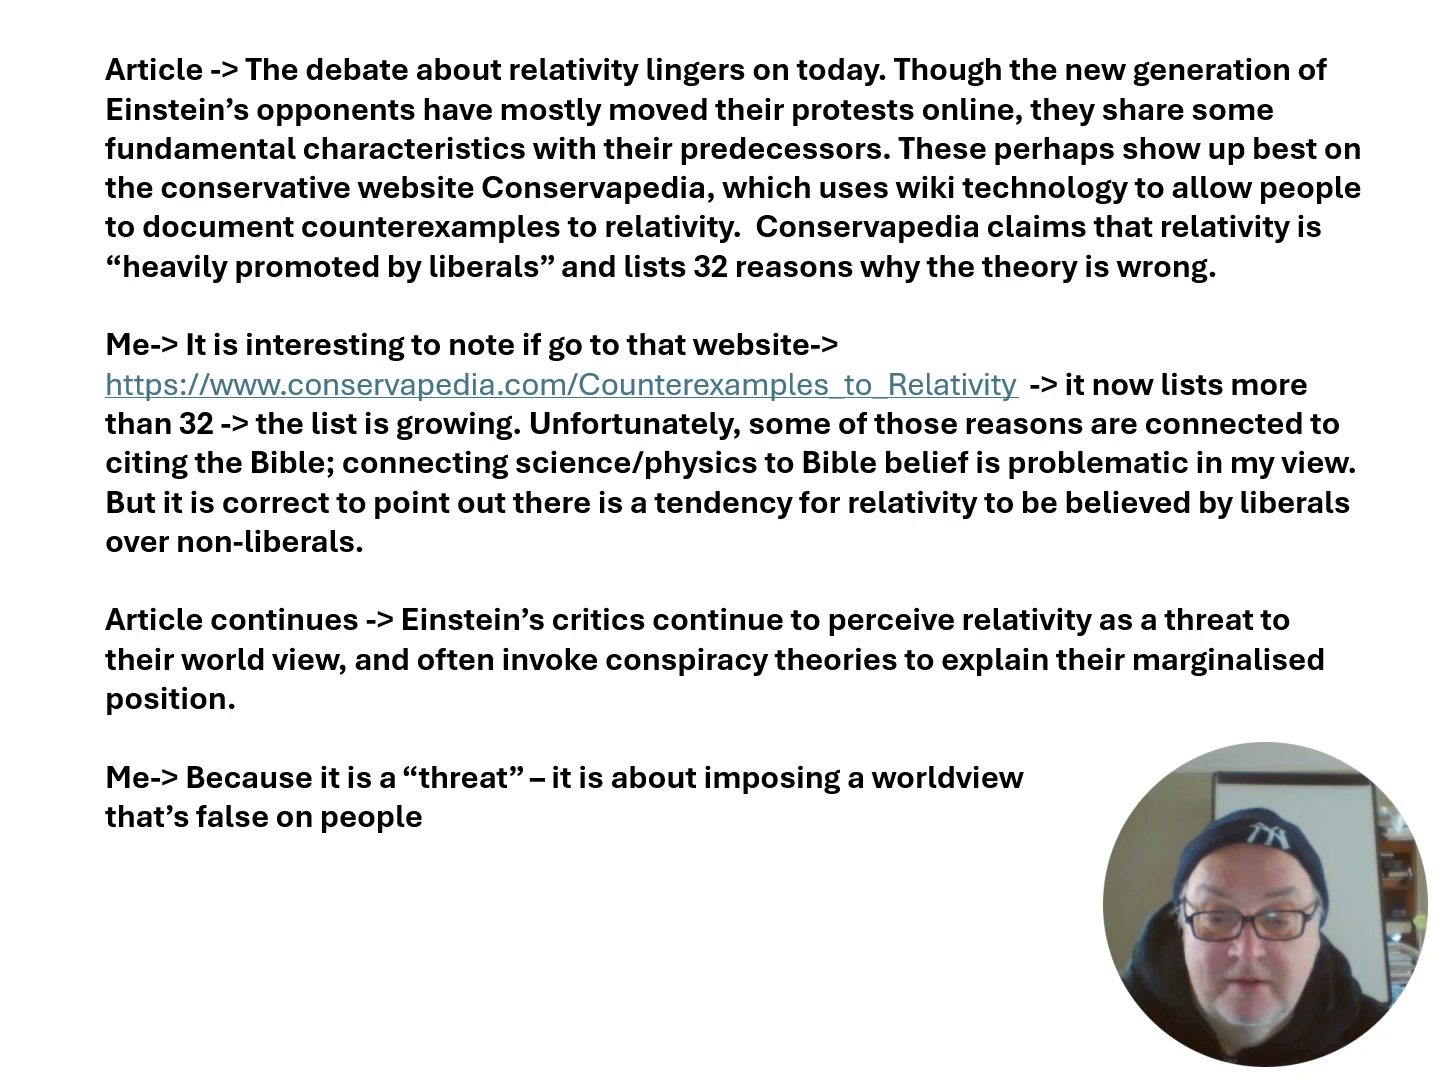 Article -> The debate about relativity lingers on today. Though the new generation of
Einstein’s opponents have mostly moved their protests online, they share some
fundamental characteristics with their predecessors. These perhaps show up best on
the conservative website Conservapedia, which uses wiki technology to allow people
to document counterexamples to relativity.  Conservapedia claims that relativity is
“heavily promoted by liberals” and lists 32 reasons why the theory is wrong.
Me-> It is interesting to note if go to that website->
https://www.conservapedia.com/Counterexamples_to_Relativity -> it now lists more
than 32 -> the list is growing. Unfortunately, some of those reasons are connected to
citing the Bible; connecting science/physics to Bible belief is problematic in my view.
But it is correct to point out there is a tendency for relativity to be believed by liberals
over non-liberals.
Article continues -> Einstein’s critics continue to perceive relativity as a threat to
their world view, and often invoke conspiracy theories to explain their marginalised
position.
Me-> Because it is a “threat” – it is about imposing a worldview
that’s false on people
NY